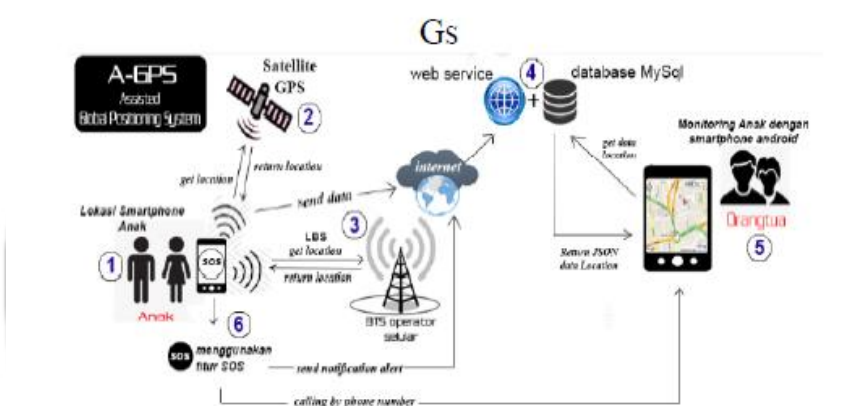 Gs
A-GPS
Assisted
Global Positioning System
Satellite
GPS
2
web service
4
+
database MySql
get location
return location
send data
internet
get data
location
Monitoring Anak dengan
smartphone android
Orangtua
5
Lokasi Smartphone
Anak
1
SOS
Anak
3
LBS
get location
return location
BTS operator
selular
Return JSON
data Location
6
SOS
menggunakan
fitur SOS
send notification alert
calling by phone number